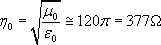 η₀ = √(μ₀/ε₀) ≅ 120π = 377Ω